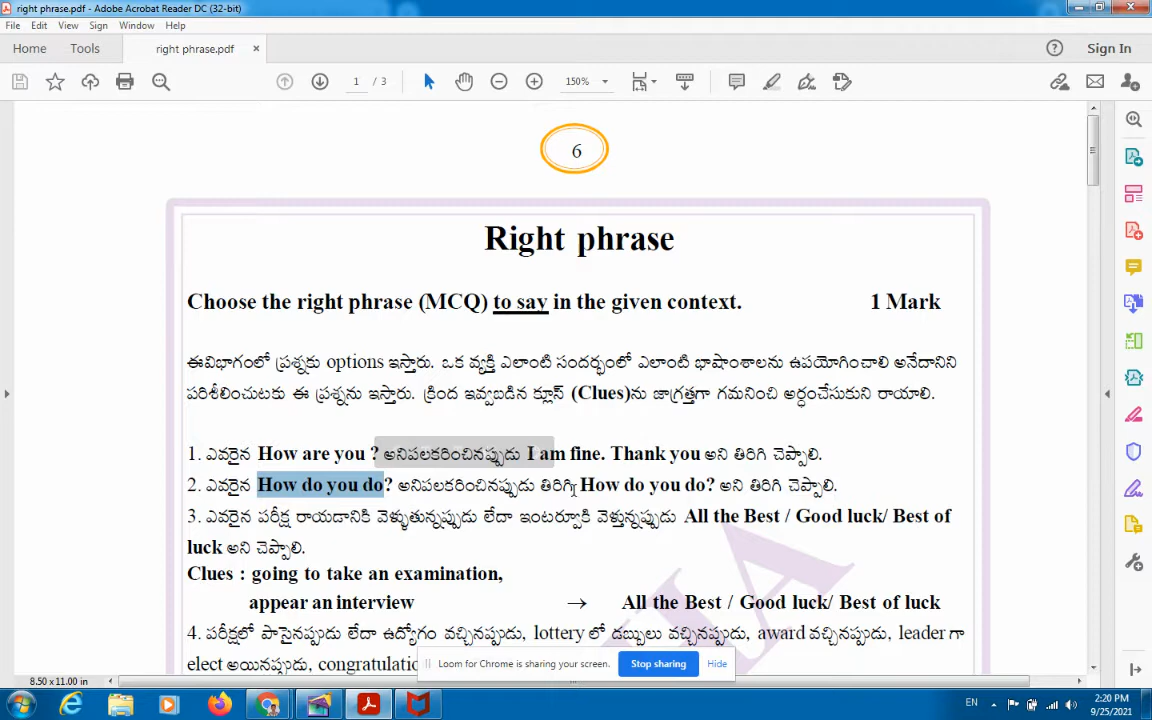 right phrase.pdf - Adobe Acrobat Reader DC (32-bit)
File Edit View Sign Window Help
Home Tools right phrase.pdf × Sign In
1 / 3 150%
6
Right phrase
Choose the right phrase (MCQ) to say in the given context. 1 Mark
ఈవిభాగంలో ప్రశ్నకు options ఇస్తారు. ఒక వ్యక్తి ఎలాంటి సందర్భంలో ఎలాంటి భాషాంశాలను ఉపయోగించాలి అనేదానిని
పరిశీలించుటకు ఈ ప్రశ్నను ఇస్తారు. క్రింద ఇవ్వబడిన క్లూస్ (Clues)ను జాగ్రత్తగా గమనించి అర్ధంచేసుకుని రాయాలి.
1. ఎవరైన How are you ? అనిపలకరించినప్పుడు I am fine. Thank you అని తిరిగి చెప్పాలి.
2. ఎవరైన How do you do? అనిపలకరించినప్పుడు తిరిగి How do you do? అని తిరిగి చెప్పాలి.
3. ఎవరైన పరీక్ష రాయడానికి వెళ్ళుతున్నప్పుడు లేదా ఇంటర్వూకి వెళ్తున్నప్పుడు All the Best / Good luck/ Best of
luck అని చెప్పాలి.
Clues : going to take an examination,
appear an interview → All the Best / Good luck/ Best of luck
4. పరీక్షలో పాసైనప్పుడు లేదా ఉద్యోగం వచ్చినప్పుడు, lottery లో డబ్బులు వచ్చినప్పుడు, award వచ్చినప్పుడు, leader గా
elect అయినప్పుడు, congratulati
Loom for Chrome is sharing your screen. Stop sharing Hide
8.50 x 11.00 in
EN 2:20 PM
9/25/2021